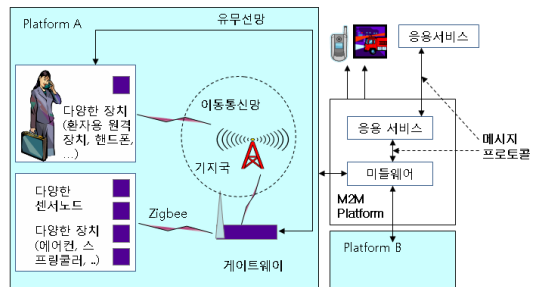 Platform A
유무선망
다양한 장치
(환자용 원격
장치, 핸드폰,
...)
이동통신망
기지국
다양한
센서노드
다양한 장치
(에어컨, 스
프링쿨러, ..)
Zigbee
게이트웨이
응용서비스
응용 서비스
미들웨어
M2M
Platform
메시지
프로토콜
Platform B